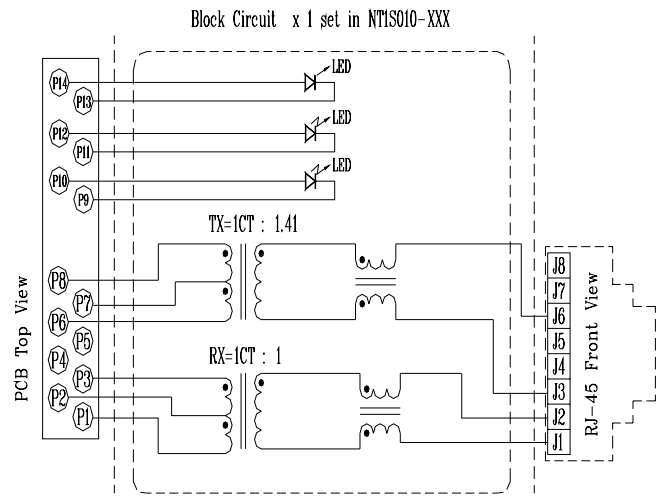 Block Circuit x 1 set in NT1S010-XXX
P14
LED
P13
P12
LED
P11
P10
LED
P9
TX=1CT : 1.41
P8
P7
P6
P5
P4
RX=1CT : 1
P3
P2
P1
PCB Top View
J8
J7
J6
J5
J4
J3
J2
J1
RJ-45 Front View